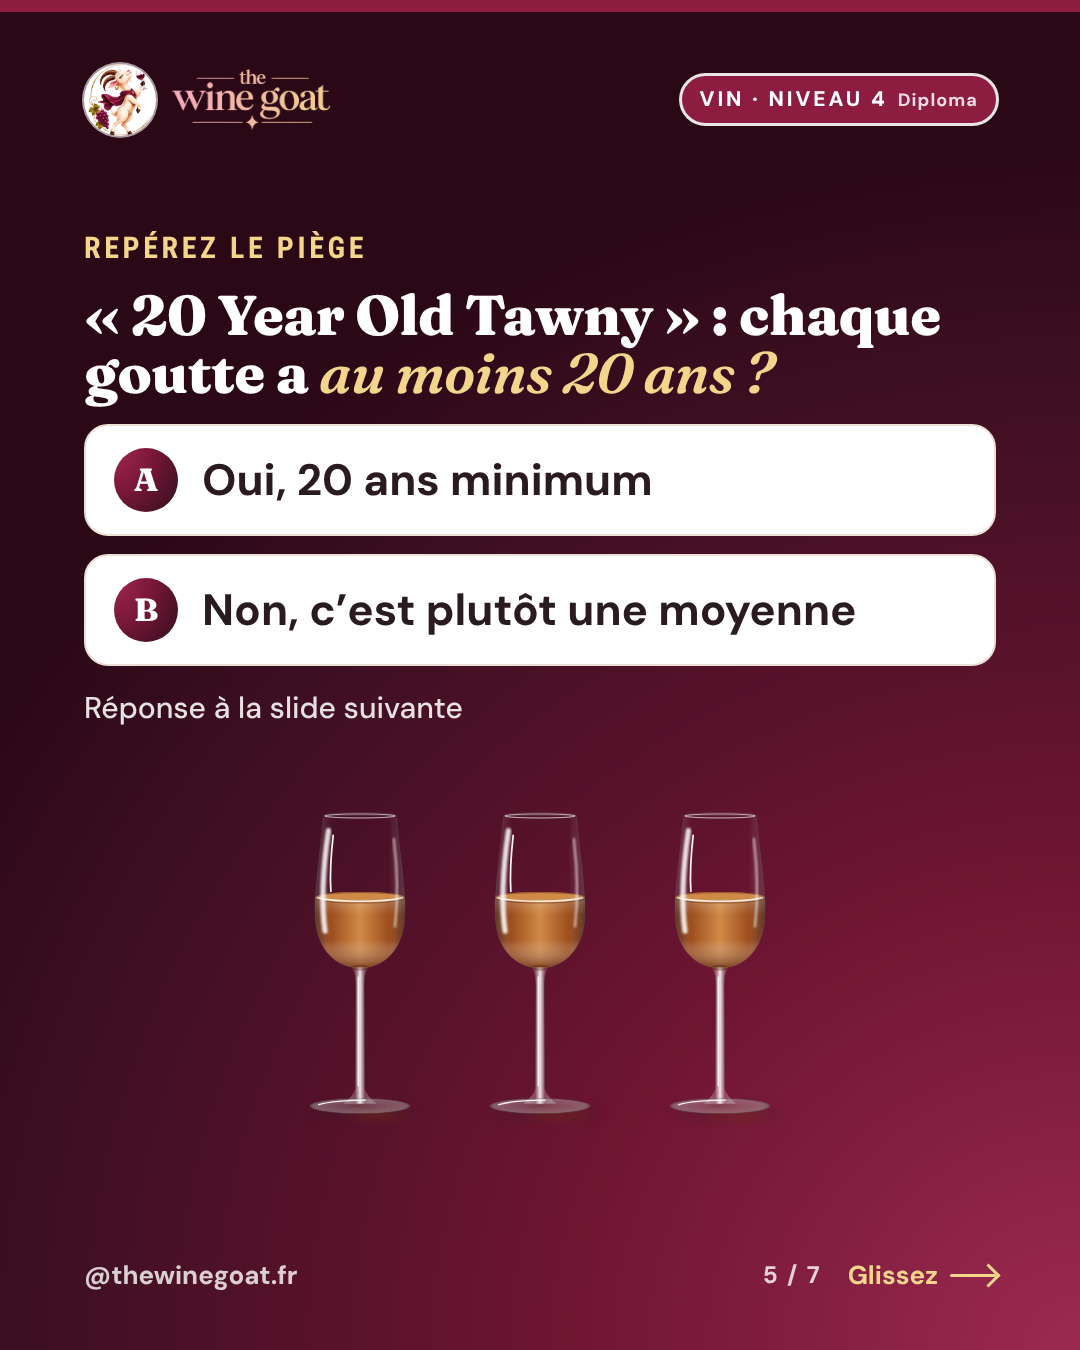 the
wine goat
VIN · NIVEAU 4 Diploma
REPÉREZ LE PIÈGE
« 20 Year Old Tawny » : chaque
goutte a au moins 20 ans ?
A Oui, 20 ans minimum
B Non, c’est plutôt une moyenne
Réponse à la slide suivante
@thewinegoat.fr
5 / 7 Glissez